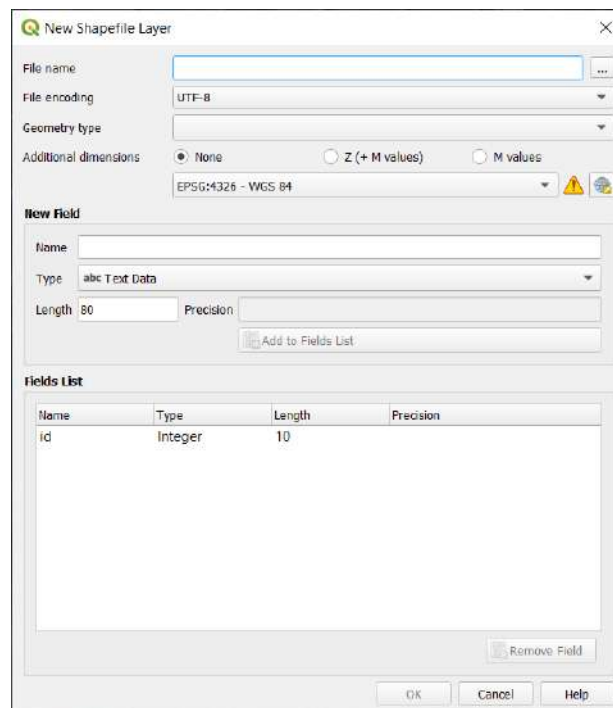 New Shapefile Layer
File name
...
File encoding UTF-8
Geometry type
Additional dimensions None Z (+ M values) M values
EPSG:4326 - WGS 84
New Field
Name
Type abc Text Data
Length 80 Precision
Add to Fields List
Fields List
Name Type Length Precision
id Integer 10
Remove Field
OK Cancel Help